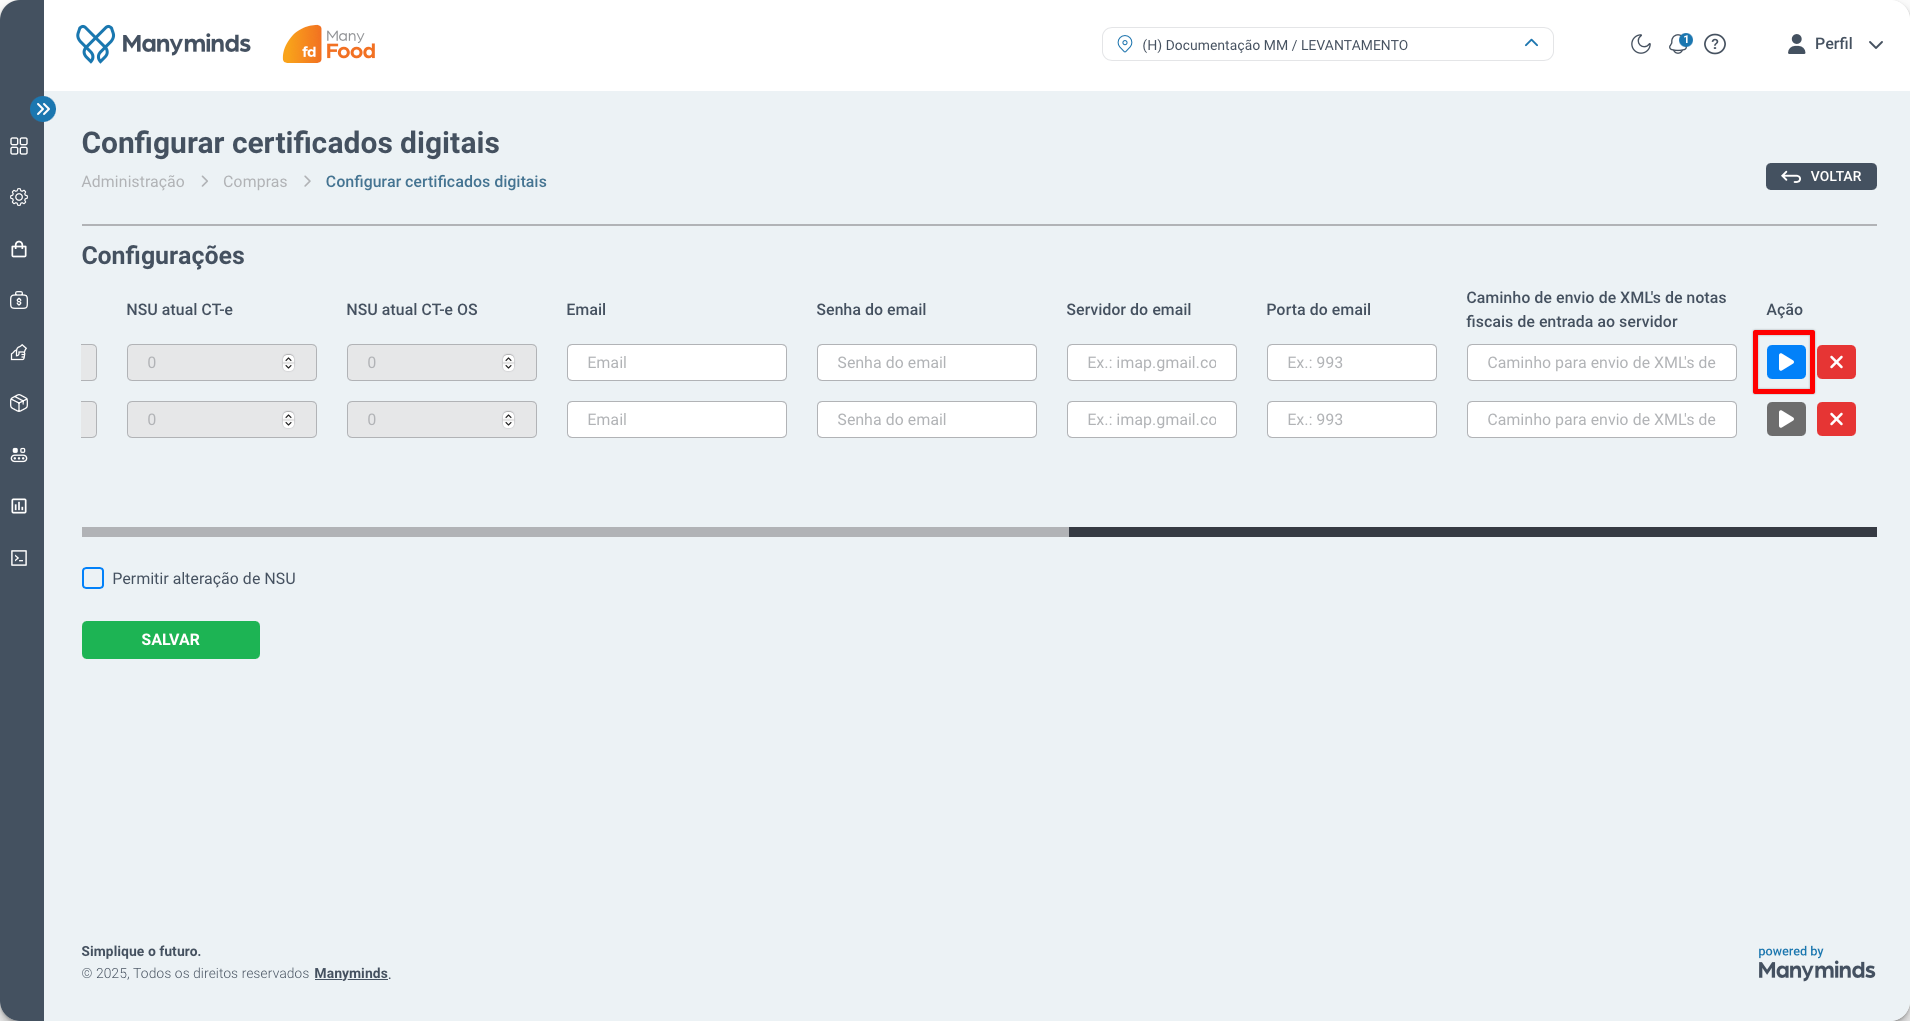 Manyminds
fd
Many
Food
(H) Documentação MM / LEVANTAMENTO
1
?
Perfil
Configurar certificados digitais
Administração > Compras > Configurar certificados digitais
VOLTAR
Configurações
NSU atual CT-e
NSU atual CT-e OS
Email
Senha do email
Servidor do email
Porta do email
Caminho de envio de XML's de notas
fiscais de entrada ao servidor
Ação
0
0
Email
Senha do email
Ex.: imap.gmail.co
Ex.: 993
Caminho para envio de XML's de
0
0
Email
Senha do email
Ex.: imap.gmail.co
Ex.: 993
Caminho para envio de XML's de
Permitir alteração de NSU
SALVAR
Simplique o futuro.
© 2025, Todos os direitos reservados Manyminds.
powered by
Manyminds